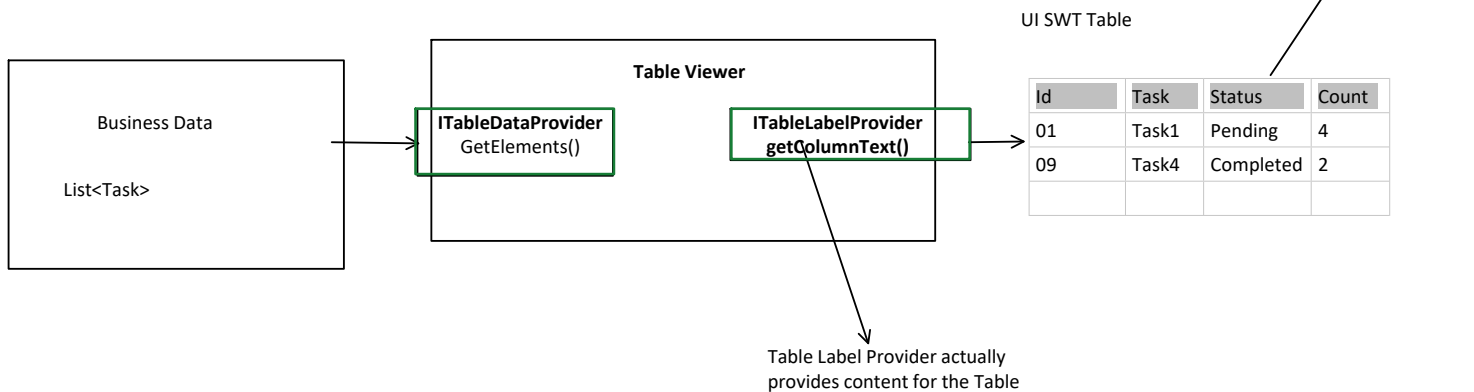 UI SWT Table
Table Viewer
Business Data
List<Task>
ITableDataProvider
GetElements()
ITableLabelProvider
getColumnText()
Id Task Status Count
01 Task1 Pending 4
09 Task4 Completed 2
Table Label Provider actually
provides content for the Table